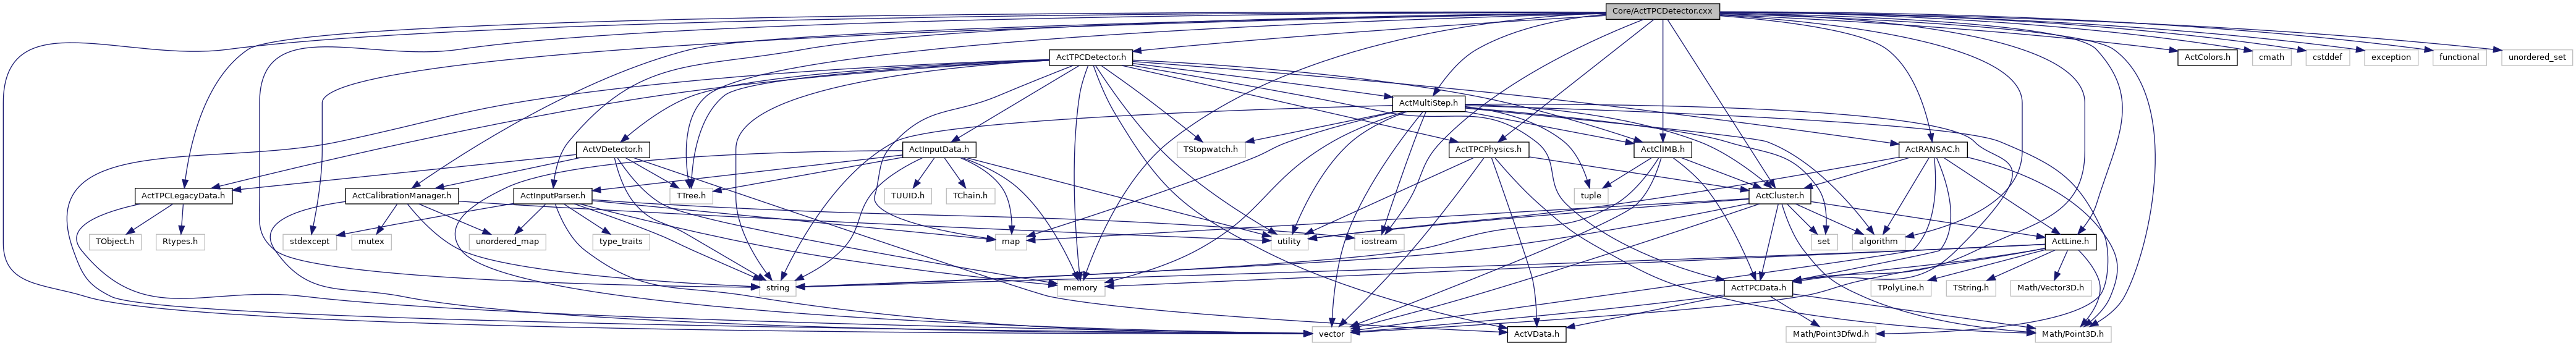 Core/ActTPCDetector.cxx
ActTPCDetector.h
ActColors.h
cmath
cstddef
exception
functional
unordered_set
ActMultiStep.h
ActVDetector.h
ActInputData.h
TStopwatch.h
ActTPCPhysics.h
ActClIMB.h
ActRANSAC.h
ActTPCLegacyData.h
ActCalibrationManager.h
ActInputParser.h
TTree.h
TUUID.h
TChain.h
tuple
ActCluster.h
TObject.h
Rtypes.h
stdexcept
mutex
unordered_map
type_traits
map
utility
iostream
set
algorithm
ActLine.h
string
memory
ActTPCData.h
TPolyLine.h
TString.h
Math/Vector3D.h
vector
ActVData.h
Math/Point3Dfwd.h
Math/Point3D.h